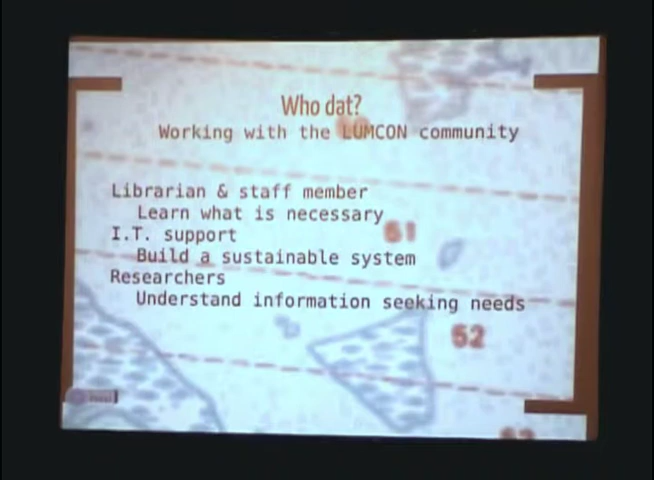 Who dat?
Working with the LUMCON community
Librarian & staff member
Learn what is necessary
I.T. support
Build a sustainable system
Researchers
Understand information seeking needs
51
52